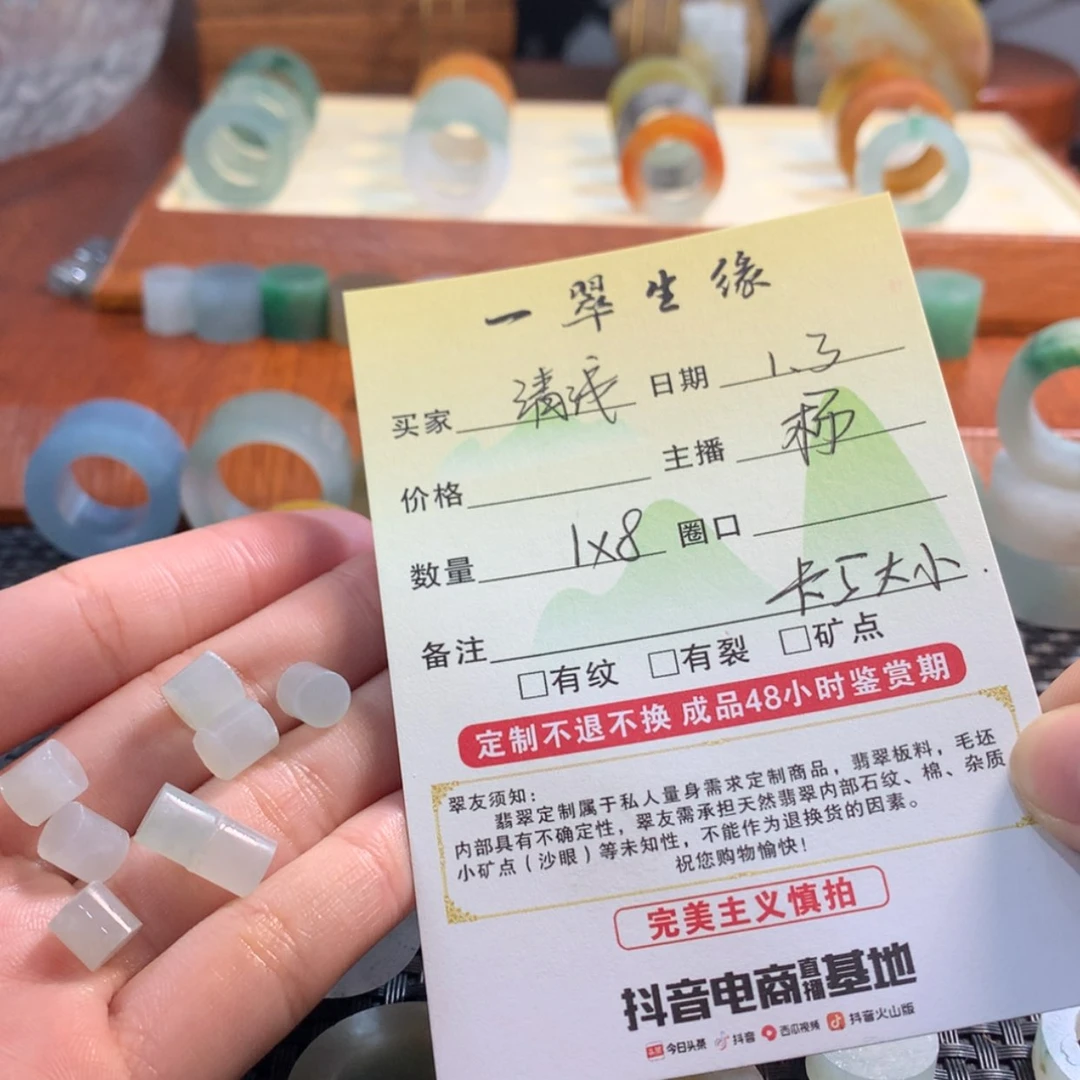 一翠生缘
买家 清浅 日期 1.3
价格 主播 杨
数量 1x8 圈口
备注 卡丁大小.
□有纹 □有裂 □矿点
定制不退不换 成品48小时鉴赏期
翠友须知:
翡翠定制属于私人量身需求定制商品，翡翠板料，毛坯
内部具有不确定性，翠友需承担天然翡翠内部石纹、棉、杂质
小矿点（沙眼）等未知性，不能作为退换货的因素。
祝您购物愉快!
完美主义慎拍
抖音电商直播基地
头条 今日头条 抖音 西瓜视频 抖音火山版